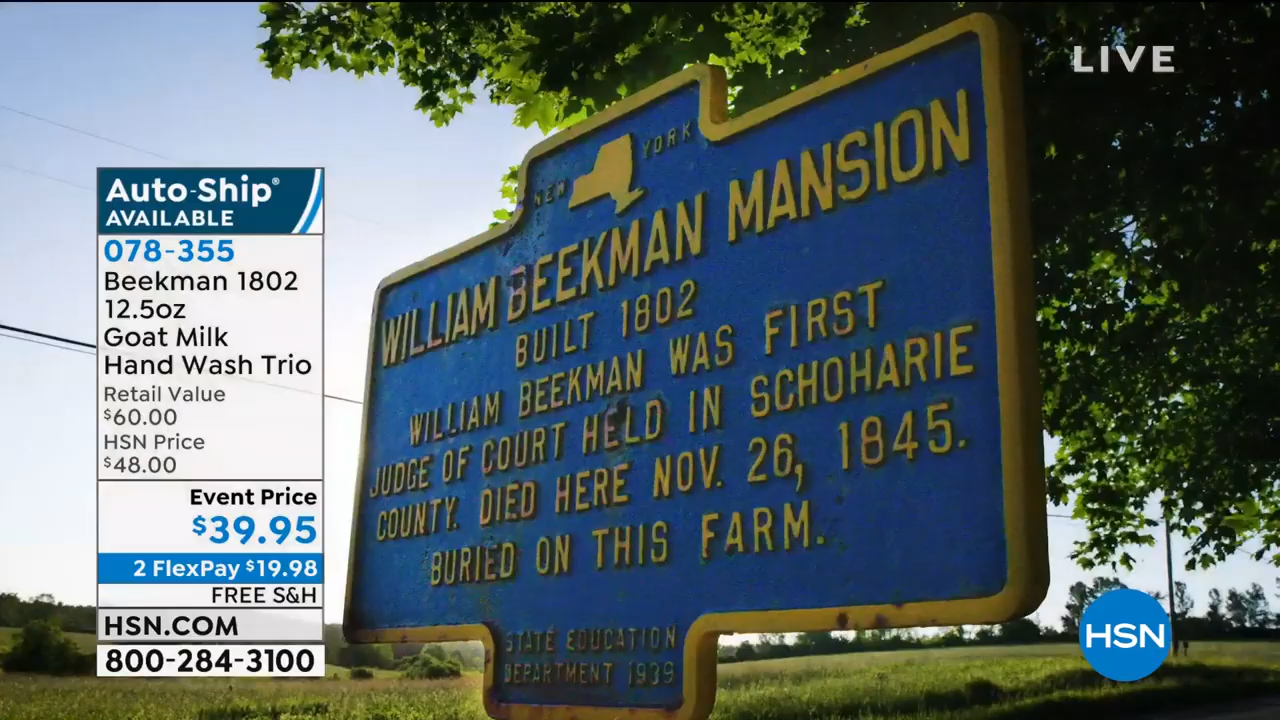 LIVE
Auto-Ship®
AVAILABLE
078-355
Beekman 1802
12.5oz
Goat Milk
Hand Wash Trio
Retail Value
$60.00
HSN Price
$48.00
Event Price
$39.95
2 FlexPay $19.98
FREE S&H
HSN.COM
800-284-3100
NEW YORK
WILLIAM BEEKMAN MANSION
BUILT 1802
WILLIAM BEEKMAN WAS FIRST
JUDGE OF COURT HELD IN SCHOHARIE
COUNTY. DIED HERE NOV. 26, 1845.
BURIED ON THIS FARM.
STATE EDUCATION
DEPARTMENT 1939
HSN